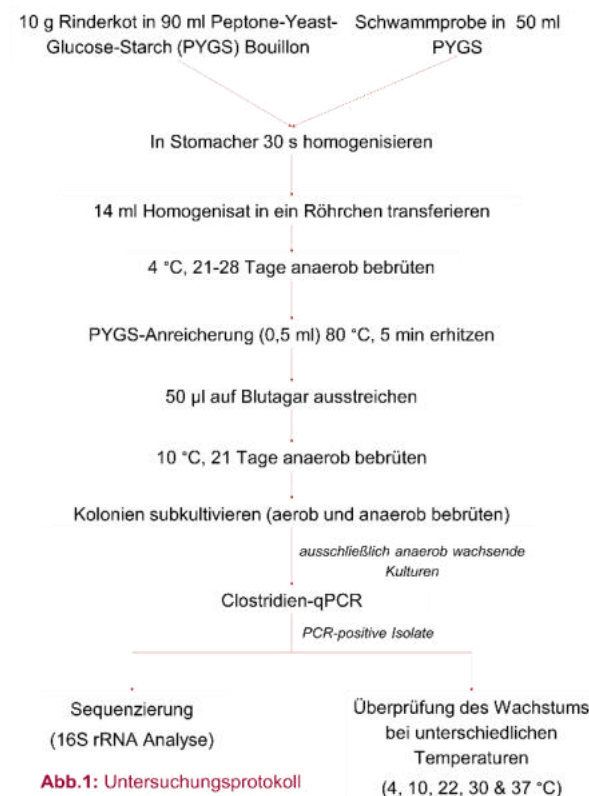 10 g Rinderkot in 90 ml Peptone-Yeast-
Glucose-Starch (PYGS) Bouillon
Schwammprobe in 50 ml
PYGS
In Stomacher 30 s homogenisieren
14 ml Homogenisat in ein Röhrchen transferieren
4 °C, 21-28 Tage anaerob bebrüten
PYGS-Anreicherung (0,5 ml) 80 °C, 5 min erhitzen
50 µl auf Blutagar ausstreichen
10 °C, 21 Tage anaerob bebrüten
Kolonien subkultivieren (aerob und anaerob bebrüten)
ausschließlich anaerob wachsende
Kulturen
Clostridien-qPCR
PCR-positive Isolate
Sequenzierung
(16S rRNA Analyse)
Überprüfung des Wachstums
bei unterschiedlichen
Temperaturen
(4, 10, 22, 30 & 37 °C)
Abb.1: Untersuchungsprotokoll